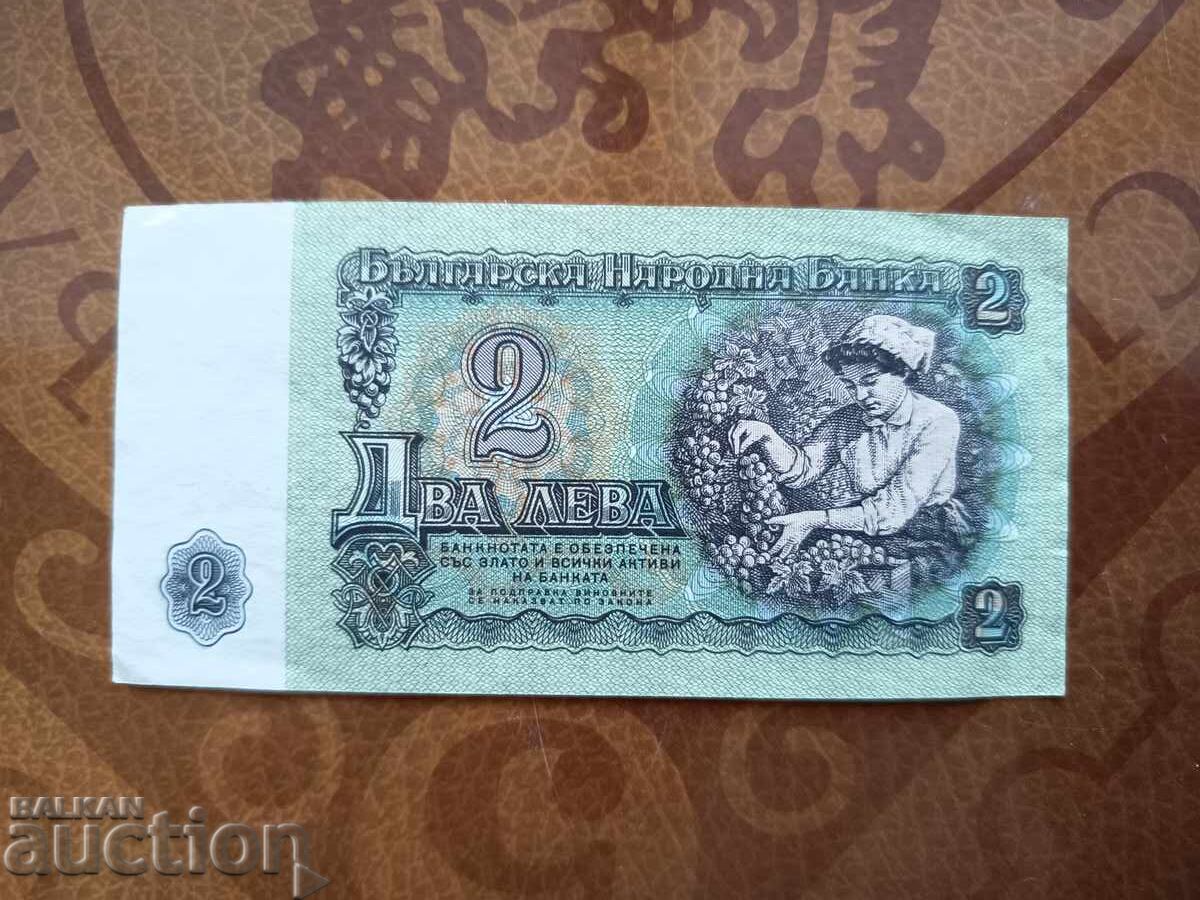 Българска Народна Банка
2
2
Два лева
БАНКНОТАТА Е ОБЕЗПЕЧЕНА
СЪС ЗЛАТО И ВСИЧКИ АКТИВИ
НА БАНКАТА
ЗА ПОДПРАВКА ВИНОВНИТЕ
СЕ НАКАЗВАТ ПО ЗАКОНА
2
2
BALKAN
auction